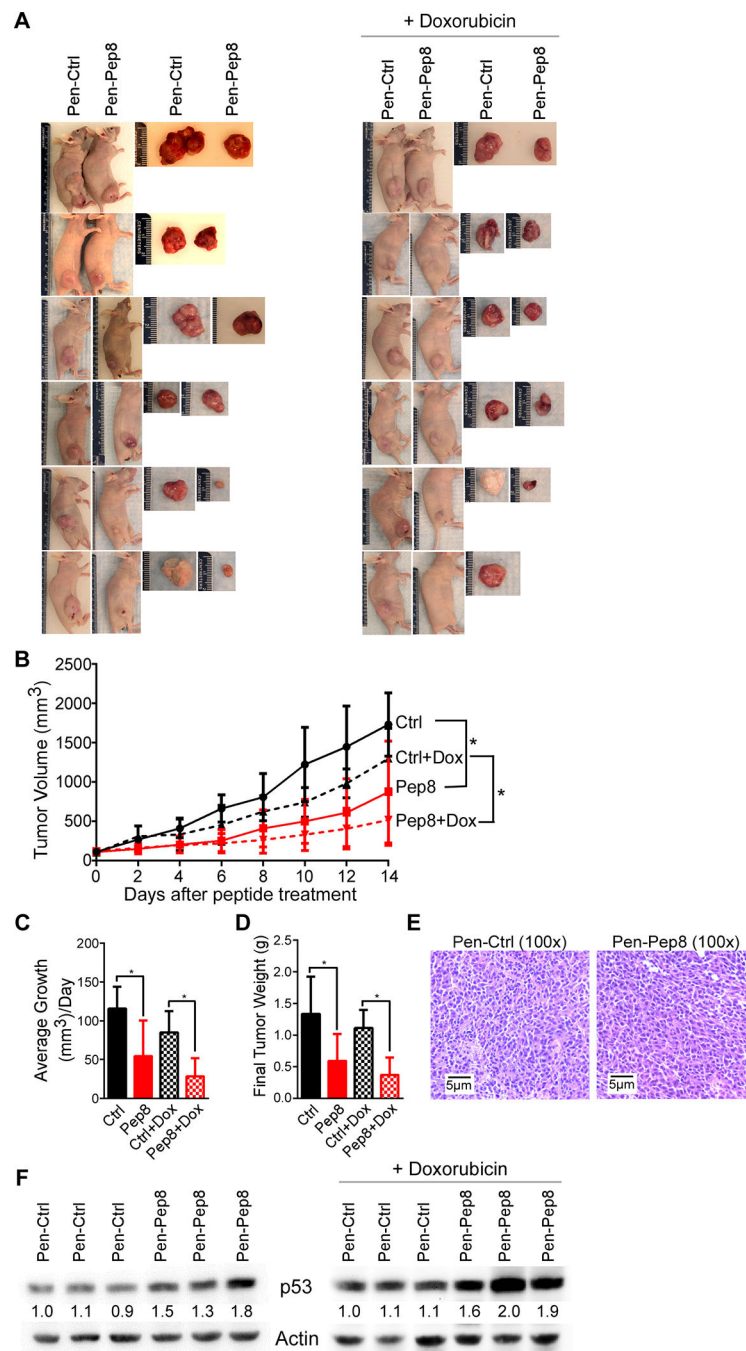 A
+ Doxorubicin
Pen-Ctrl
Pen-Pep8
Pen-Ctrl
Pen-Pep8
Pen-Ctrl
Pen-Pep8
Pen-Ctrl
Pen-Pep8
B
Tumor Volume (mm3)
2500
2000
1500
1000
500
0
0 2 4 6 8 10 12 14
Days after peptide treatment
Ctrl
Ctrl+Dox
Pep8
Pep8+Dox
*
*
C
Average Growth
(mm3)/Day
200
150
100
50
0
*
*
Ctrl
Pep8
Ctrl+Dox
Pep8+Dox
D
Final Tumor Weight (g)
2.5
2.0
1.5
1.0
0.5
0.0
*
*
Ctrl
Pep8
Ctrl+Dox
Pep8+Dox
E
Pen-Ctrl (100x)
Pen-Pep8 (100x)
5µm
5µm
F
+ Doxorubicin
Pen-Ctrl
Pen-Ctrl
Pen-Ctrl
Pen-Pep8
Pen-Pep8
Pen-Pep8
Pen-Ctrl
Pen-Ctrl
Pen-Ctrl
Pen-Pep8
Pen-Pep8
Pen-Pep8
p53
1.0 1.1 0.9 1.5 1.3 1.8
1.0 1.1 1.1 1.6 2.0 1.9
Actin